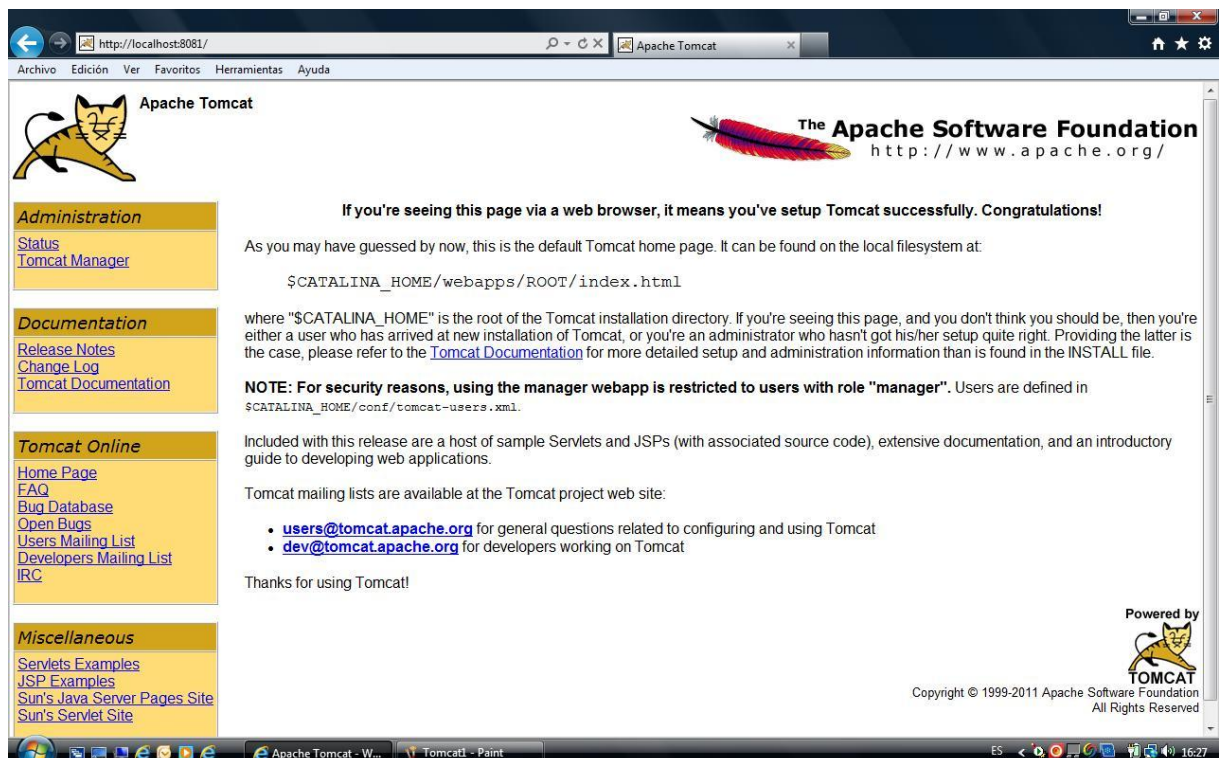 http://localhost:8081/
Apache Tomcat
Archivo Edición Ver Favoritos Herramientas Ayuda
Apache Tomcat
The Apache Software Foundation
http://www.apache.org/
Administration
Status
Tomcat Manager
Documentation
Release Notes
Change Log
Tomcat Documentation
Tomcat Online
Home Page
FAQ
Bug Database
Open Bugs
Users Mailing List
Developers Mailing List
IRC
Miscellaneous
Servlets Examples
JSP Examples
Sun's Java Server Pages Site
Sun's Servlet Site
If you're seeing this page via a web browser, it means you've setup Tomcat successfully. Congratulations!
As you may have guessed by now, this is the default Tomcat home page. It can be found on the local filesystem at:
$CATALINA_HOME/webapps/ROOT/index.html
where "$CATALINA_HOME" is the root of the Tomcat installation directory. If you're seeing this page, and you don't think you should be, then you're
either a user who has arrived at new installation of Tomcat, or you're an administrator who hasn't got his/her setup quite right. Providing the latter is
the case, please refer to the Tomcat Documentation for more detailed setup and administration information than is found in the INSTALL file.
NOTE: For security reasons, using the manager webapp is restricted to users with role "manager". Users are defined in
$CATALINA_HOME/conf/tomcat-users.xml.
Included with this release are a host of sample Servlets and JSPs (with associated source code), extensive documentation, and an introductory
guide to developing web applications.
Tomcat mailing lists are available at the Tomcat project web site:
• users@tomcat.apache.org for general questions related to configuring and using Tomcat
• dev@tomcat.apache.org for developers working on Tomcat
Thanks for using Tomcat!
Powered by
TOMCAT
Copyright © 1999-2011 Apache Software Foundation
All Rights Reserved
Apache Tomcat - W...
Tomcat1 - Paint
ES
16:27